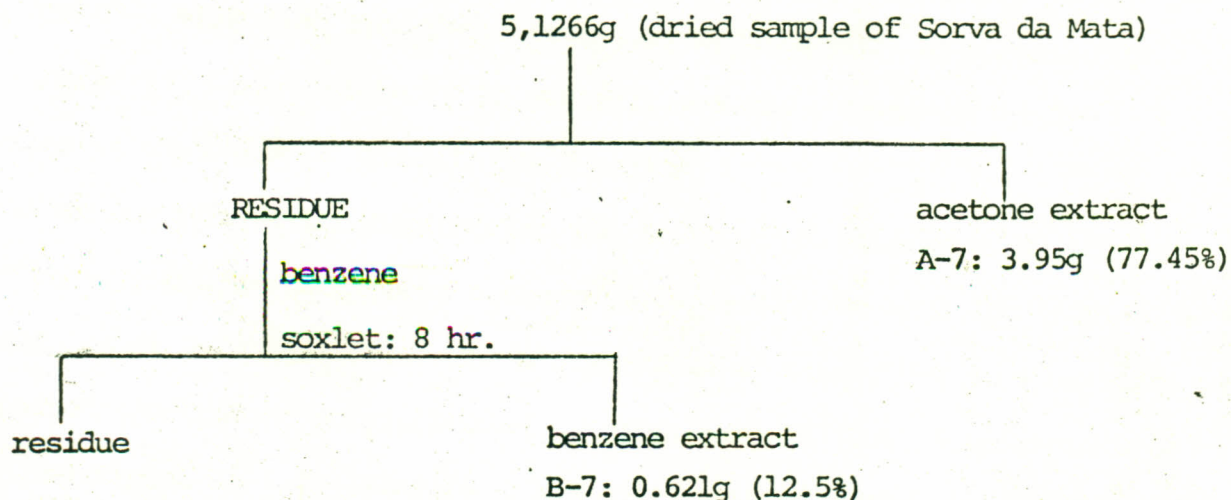 5,1266g (dried sample of Sorva da Mata)
RESIDUE
acetone extract
A-7: 3.95g (77.45%)
benzene
soxlet: 8 hr.
residue
benzene extract
B-7: 0.621g (12.5%)